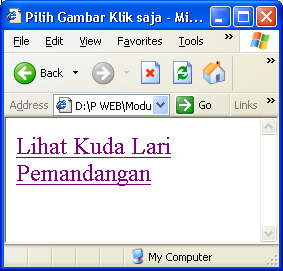 Pilih Gambar Klik saja - Mi...
File Edit View Favorites Tools »
Back »
Address D:\P WEB\Modu Go Links »
Lihat Kuda Lari
Pemandangan
My Computer